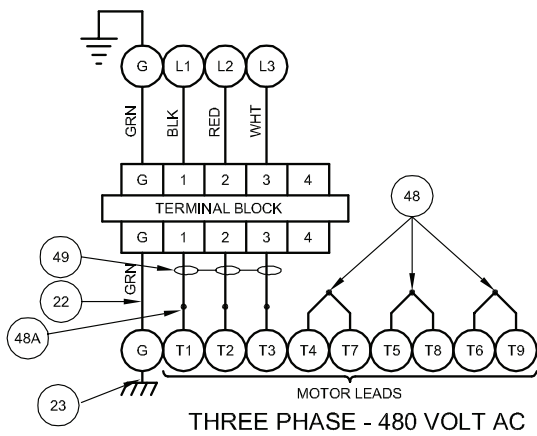 G L1 L2 L3
GRN BLK RED WHT
G 1 2 3 4
TERMINAL BLOCK
G 1 2 3 4
48
49
GRN
22
48A
G T1 T2 T3 T4 T7 T5 T8 T6 T9
23
MOTOR LEADS
THREE PHASE - 480 VOLT AC